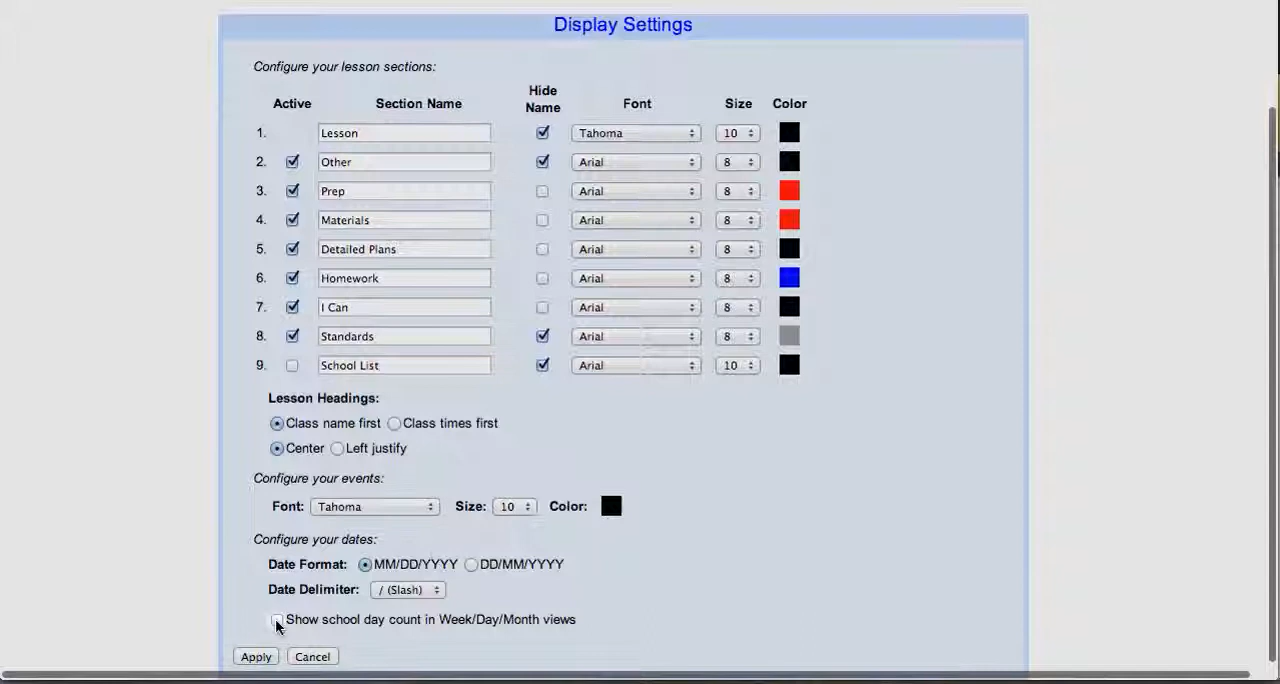 Display Settings
Configure your lesson sections:
Active Section Name Hide Name Font Size Color
1. Lesson Tahoma 10
2. Other Arial 8
3. Prep Arial 8
4. Materials Arial 8
5. Detailed Plans Arial 8
6. Homework Arial 8
7. I Can Arial 8
8. Standards Arial 8
9. School List Arial 10
Lesson Headings:
Class name first Class times first
Center Left justify
Configure your events:
Font: Tahoma Size: 10 Color:
Configure your dates:
Date Format: MM/DD/YYYY DD/MM/YYYY
Date Delimiter: / (Slash)
Show school day count in Week/Day/Month views
Apply Cancel